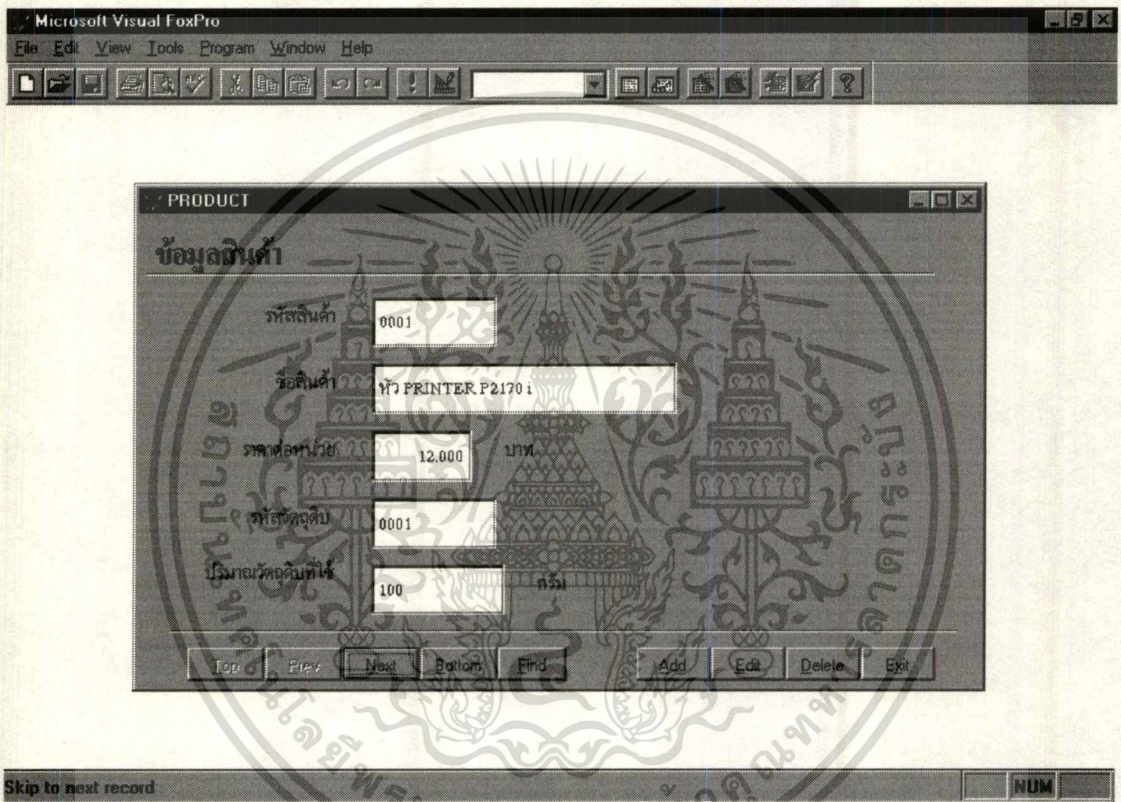 Microsoft Visual FoxPro
File Edit View Tools Program Window Help
PRODUCT
ข้อมูลสินค้า
รหัสสินค้า 0001
ชื่อสินค้า หัว PRINTER P2170 i
ราคาต่อหน่วย 12.000 บาท
รหัสวัตถุดิบ 0001
ปริมาณวัตถุดิบที่ใช้ 100 กรัม
Top Prev Next Bottom Find Add Edit Delete Exit
Skip to next record NUM